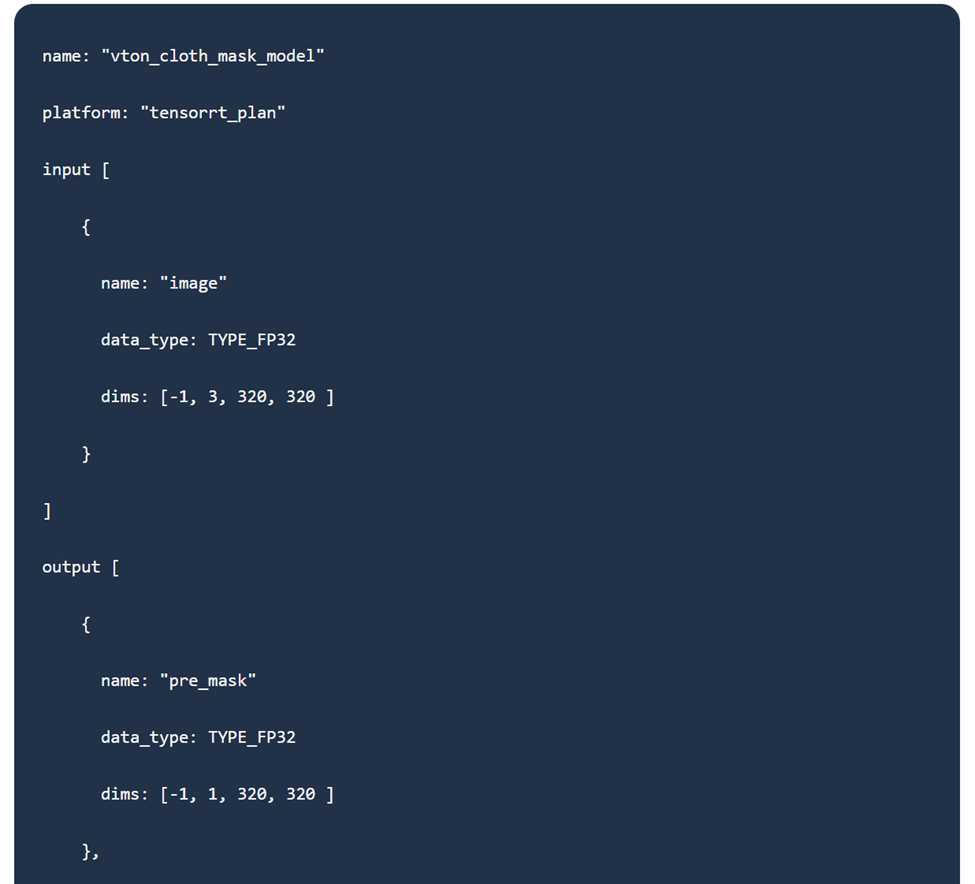 name: "vton_cloth_mask_model"
platform: "tensorrt_plan"
input [
    {
      name: "image"
      data_type: TYPE_FP32
      dims: [-1, 3, 320, 320 ]
    }
]
output [
    {
      name: "pre_mask"
      data_type: TYPE_FP32
      dims: [-1, 1, 320, 320 ]
    },